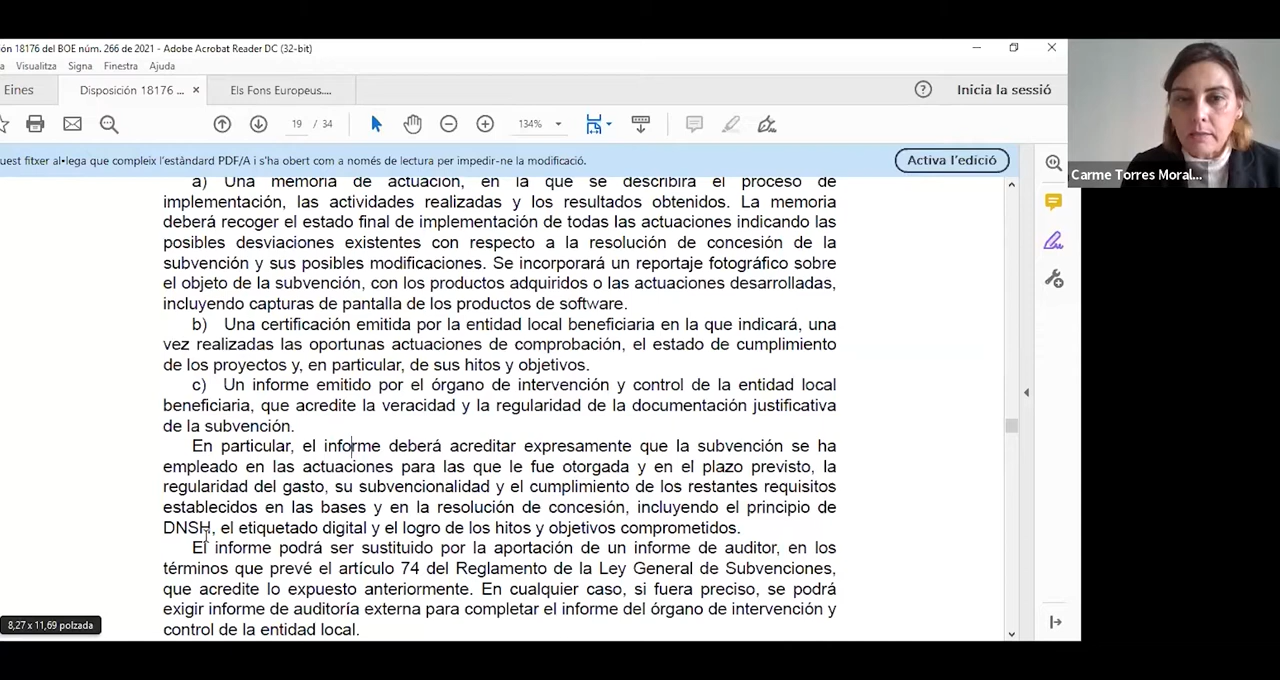 ón 18176 del BOE núm. 266 de 2021 - Adobe Acrobat Reader DC (32-bit)
a Visualitza Signa Finestra Ajuda
Eines Disposición 18176 ... × Els Fons Europeus.... Inicia la sessió
19 / 34 134%
uest fitxer al•lega que compleix l'estàndard PDF/A i s'ha obert com a només de lectura per impedir-ne la modificació. Activa l'edició
Carme Torres Moral...
a) Una memoria de actuación, en la que se describirá el proceso de
implementación, las actividades realizadas y los resultados obtenidos. La memoria
deberá recoger el estado final de implementación de todas las actuaciones indicando las
posibles desviaciones existentes con respecto a la resolución de concesión de la
subvención y sus posibles modificaciones. Se incorporará un reportaje fotográfico sobre
el objeto de la subvención, con los productos adquiridos o las actuaciones desarrolladas,
incluyendo capturas de pantalla de los productos de software.
b) Una certificación emitida por la entidad local beneficiaria en la que indicará, una
vez realizadas las oportunas actuaciones de comprobación, el estado de cumplimiento
de los proyectos y, en particular, de sus hitos y objetivos.
c) Un informe emitido por el órgano de intervención y control de la entidad local
beneficiaria, que acredite la veracidad y la regularidad de la documentación justificativa
de la subvención.
En particular, el informe deberá acreditar expresamente que la subvención se ha
empleado en las actuaciones para las que le fue otorgada y en el plazo previsto, la
regularidad del gasto, su subvencionalidad y el cumplimiento de los restantes requisitos
establecidos en las bases y en la resolución de concesión, incluyendo el principio de
DNSH, el etiquetado digital y el logro de los hitos y objetivos comprometidos.
El informe podrá ser sustituido por la aportación de un informe de auditor, en los
términos que prevé el artículo 74 del Reglamento de la Ley General de Subvenciones,
que acredite lo expuesto anteriormente. En cualquier caso, si fuera preciso, se podrá
exigir informe de auditoría externa para completar el informe del órgano de intervención y
control de la entidad local.
8,27 x 11,69 polzada